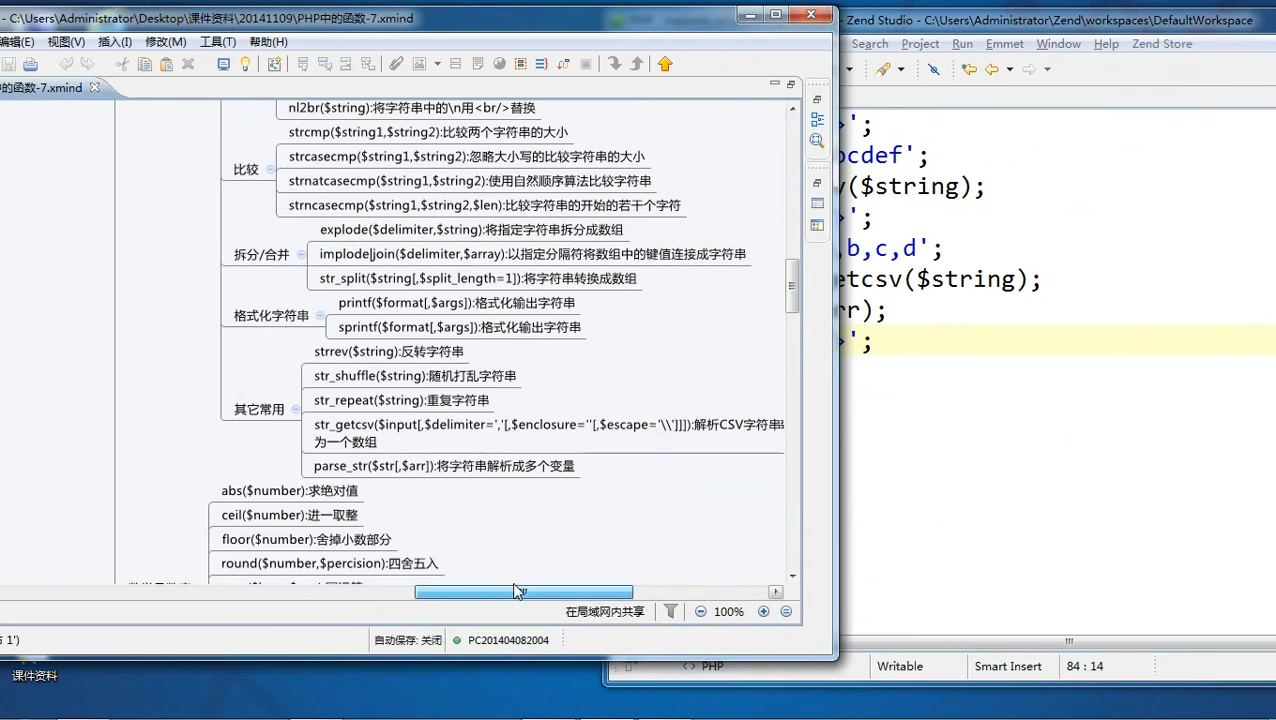 C:\Users\Administrator\Desktop\课件资料\20141109\PHP中的函数-7.xmind
- Zend Studio - C:\Users\Administrator\Zend\workspaces\DefaultWorkspace
编辑(E) 视图(V) 插入(I) 修改(M) 工具(T) 帮助(H)
Search Project Run Emmet Window Help Zend Store
的函数-7.xmind
nl2br($string):将字符串中的\n用<br/>替换
strcmp($string1,$string2):比较两个字符串的大小
比较
strcasecmp($string1,$string2):忽略大小写的比较字符串的大小
strnatcasecmp($string1,$string2):使用自然顺序算法比较字符串
strncasecmp($string1,$string2,$len):比较字符串的开始的若干个字符
explode($delimiter,$string):将指定字符串拆分成数组
拆分/合并
implode|join($delimiter,$array):以指定分隔符将数组中的键值连接成字符串
str_split($string[,$split_length=1]):将字符串转换成数组
printf($format[,$args]):格式化输出字符串
格式化字符串
sprintf($format[,$args]):格式化输出字符串
strrev($string):反转字符串
str_shuffle($string):随机打乱字符串
其它常用
str_repeat($string):重复字符串
str_getcsv($input[,$delimiter=','[,$enclosure=''[,$escape='\\']]]):解析CSV字符串
为一个数组
parse_str($str[,$arr]):将字符串解析成多个变量
abs($number):求绝对值
ceil($number):进一取整
floor($number):舍掉小数部分
round($number,$percision):四舍五入
>';
bcdef';
v($string);
>';
,b,c,d';
etcsv($string);
rr);
>';
在局域网内共享 100%
1') 自动保存: 关闭 PC201404082004
<> PHP Writable Smart Insert 84 : 14
课件资料